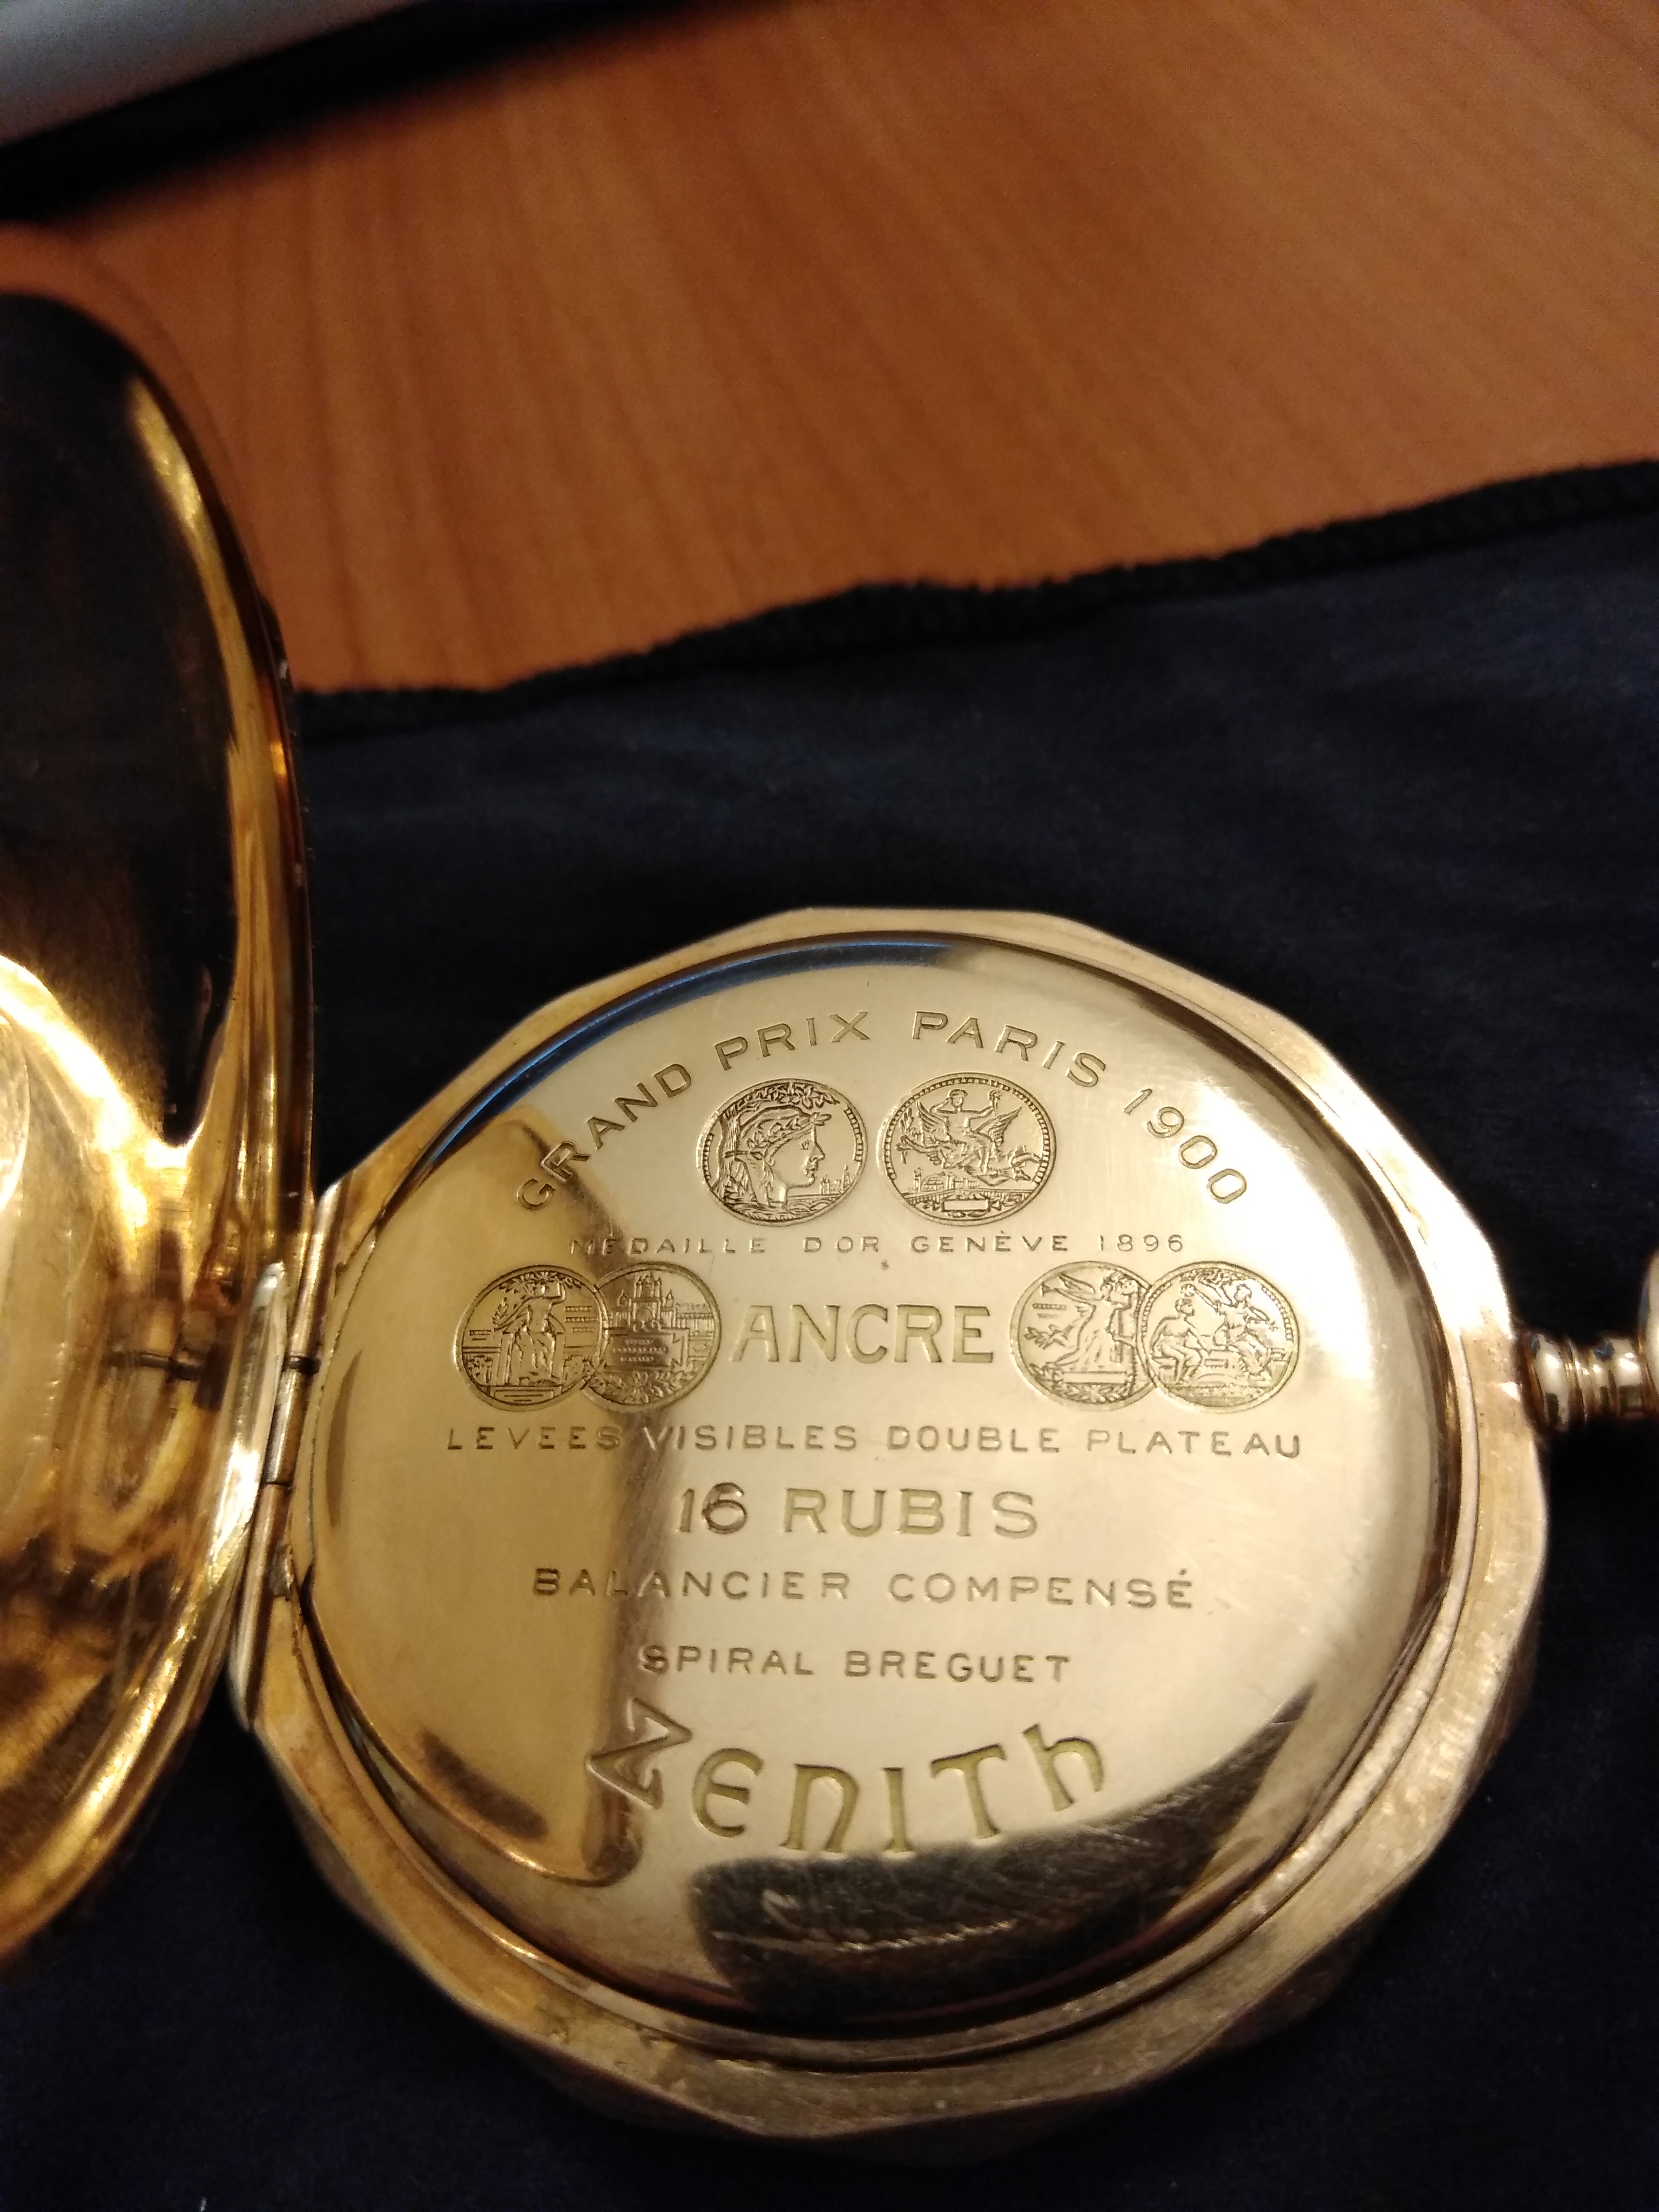 GRAND PRIX PARIS 1900
MEDAILLE D'OR GENÈVE 1896
ANCRE
LEVEES VISIBLES DOUBLE PLATEAU
16 RUBIS
BALANCIER COMPENSÉ
SPIRAL BREGUET
ZENITH